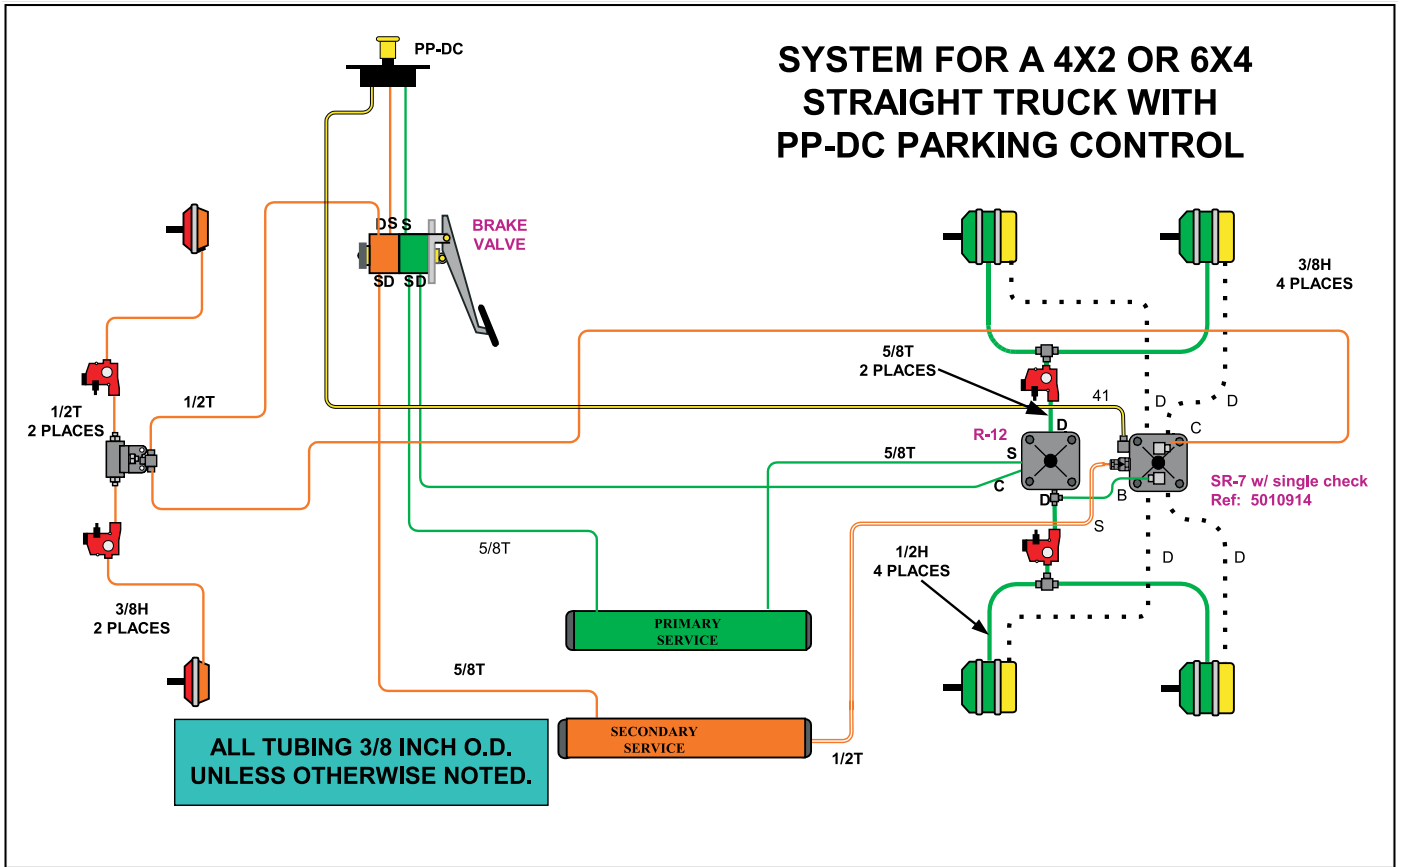 PP-DC
SYSTEM FOR A 4X2 OR 6X4
STRAIGHT TRUCK WITH
PP-DC PARKING CONTROL
DS S
BRAKE
VALVE
SD SD
3/8H
4 PLACES
5/8T
2 PLACES
1/2T
2 PLACES
1/2T
41
D
D
C
R-12
D
S
5/8T
C
D
B
S
SR-7 w/ single check
Ref: 5010914
5/8T
1/2H
4 PLACES
D
D
3/8H
2 PLACES
PRIMARY
SERVICE
5/8T
SECONDARY
SERVICE
1/2T
ALL TUBING 3/8 INCH O.D.
UNLESS OTHERWISE NOTED.